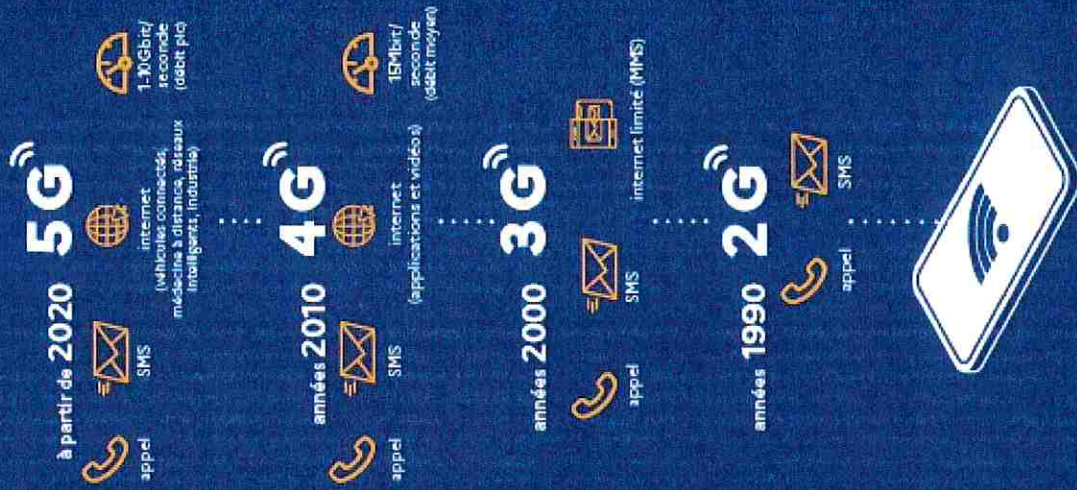 à partir de 2020 5G
appel
SMS
internet
(véhicules connectés,
médecine à distance, réseaux
intelligents, industrie)
1-10Gbit/
seconde
(débit pic)
années 2010 4G
appel
SMS
internet
(applications et vidéos)
15Mbit/
seconde
(débit moyen)
années 2000 3G
appel
SMS
internet limité (MMS)
années 1990 2G
appel
SMS